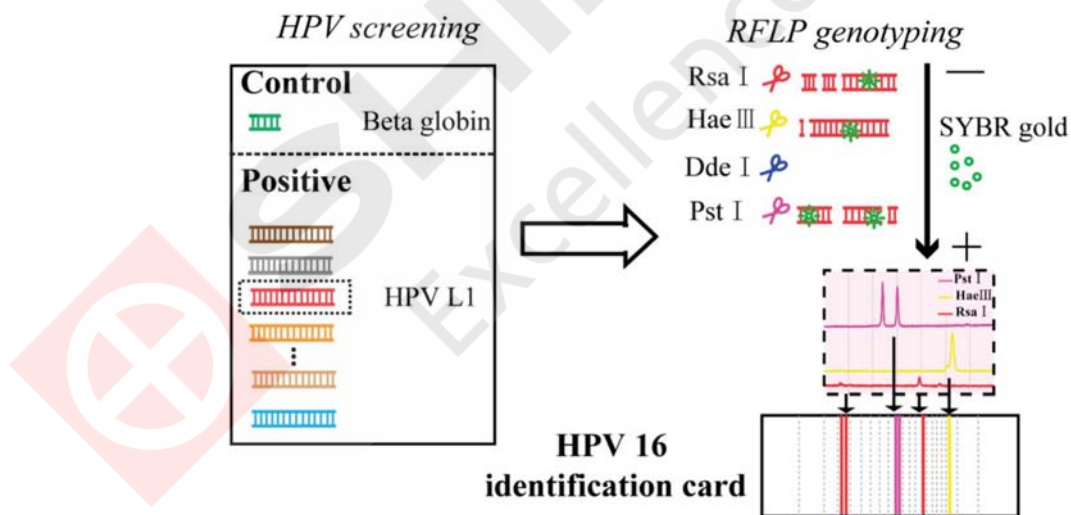 HPV screening
Control
Beta globin
Positive
HPV L1
RFLP genotyping
Rsa Ⅰ
Hae Ⅲ
Dde Ⅰ
Pst Ⅰ
—
SYBR gold
+
Pst Ⅰ
HaeⅢ
Rsa Ⅰ
HPV 16
identification card
Excellence